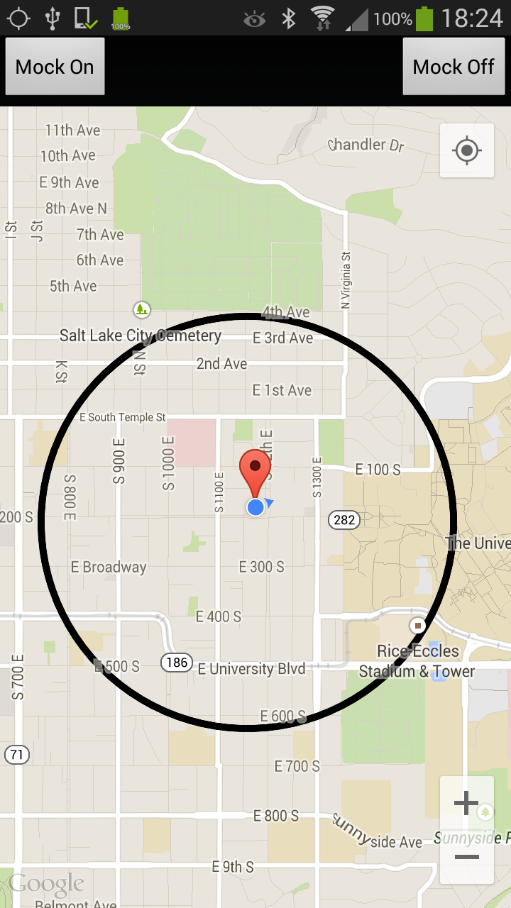 100% 18:24
100%
Mock On Mock Off
11th Ave
Chandler Dr
10th Ave
E 9th Ave
8th Ave N
I St
J St
7th Ave
6th Ave
N Virginia St
5th Ave
4th Ave
Salt Lake City Cemetery
E 3rd Ave
N St
2nd Ave
K St
E 1st Ave
E South Temple St
S 900 E
S 1000 E
S 1300 E
E 100 S
S 800 E
S 1100 E
200 S
282
The Unive
E Broadway
E 300 S
E 400 S
Rice-Eccles
Stadium & Tower
E 500 S
186
E University Blvd
S 700 E
E 600 S
71
E 700 S
E 800 S
Sunnyside Ave
Sunnyside P
E 9th S
Google
Belmont Ave